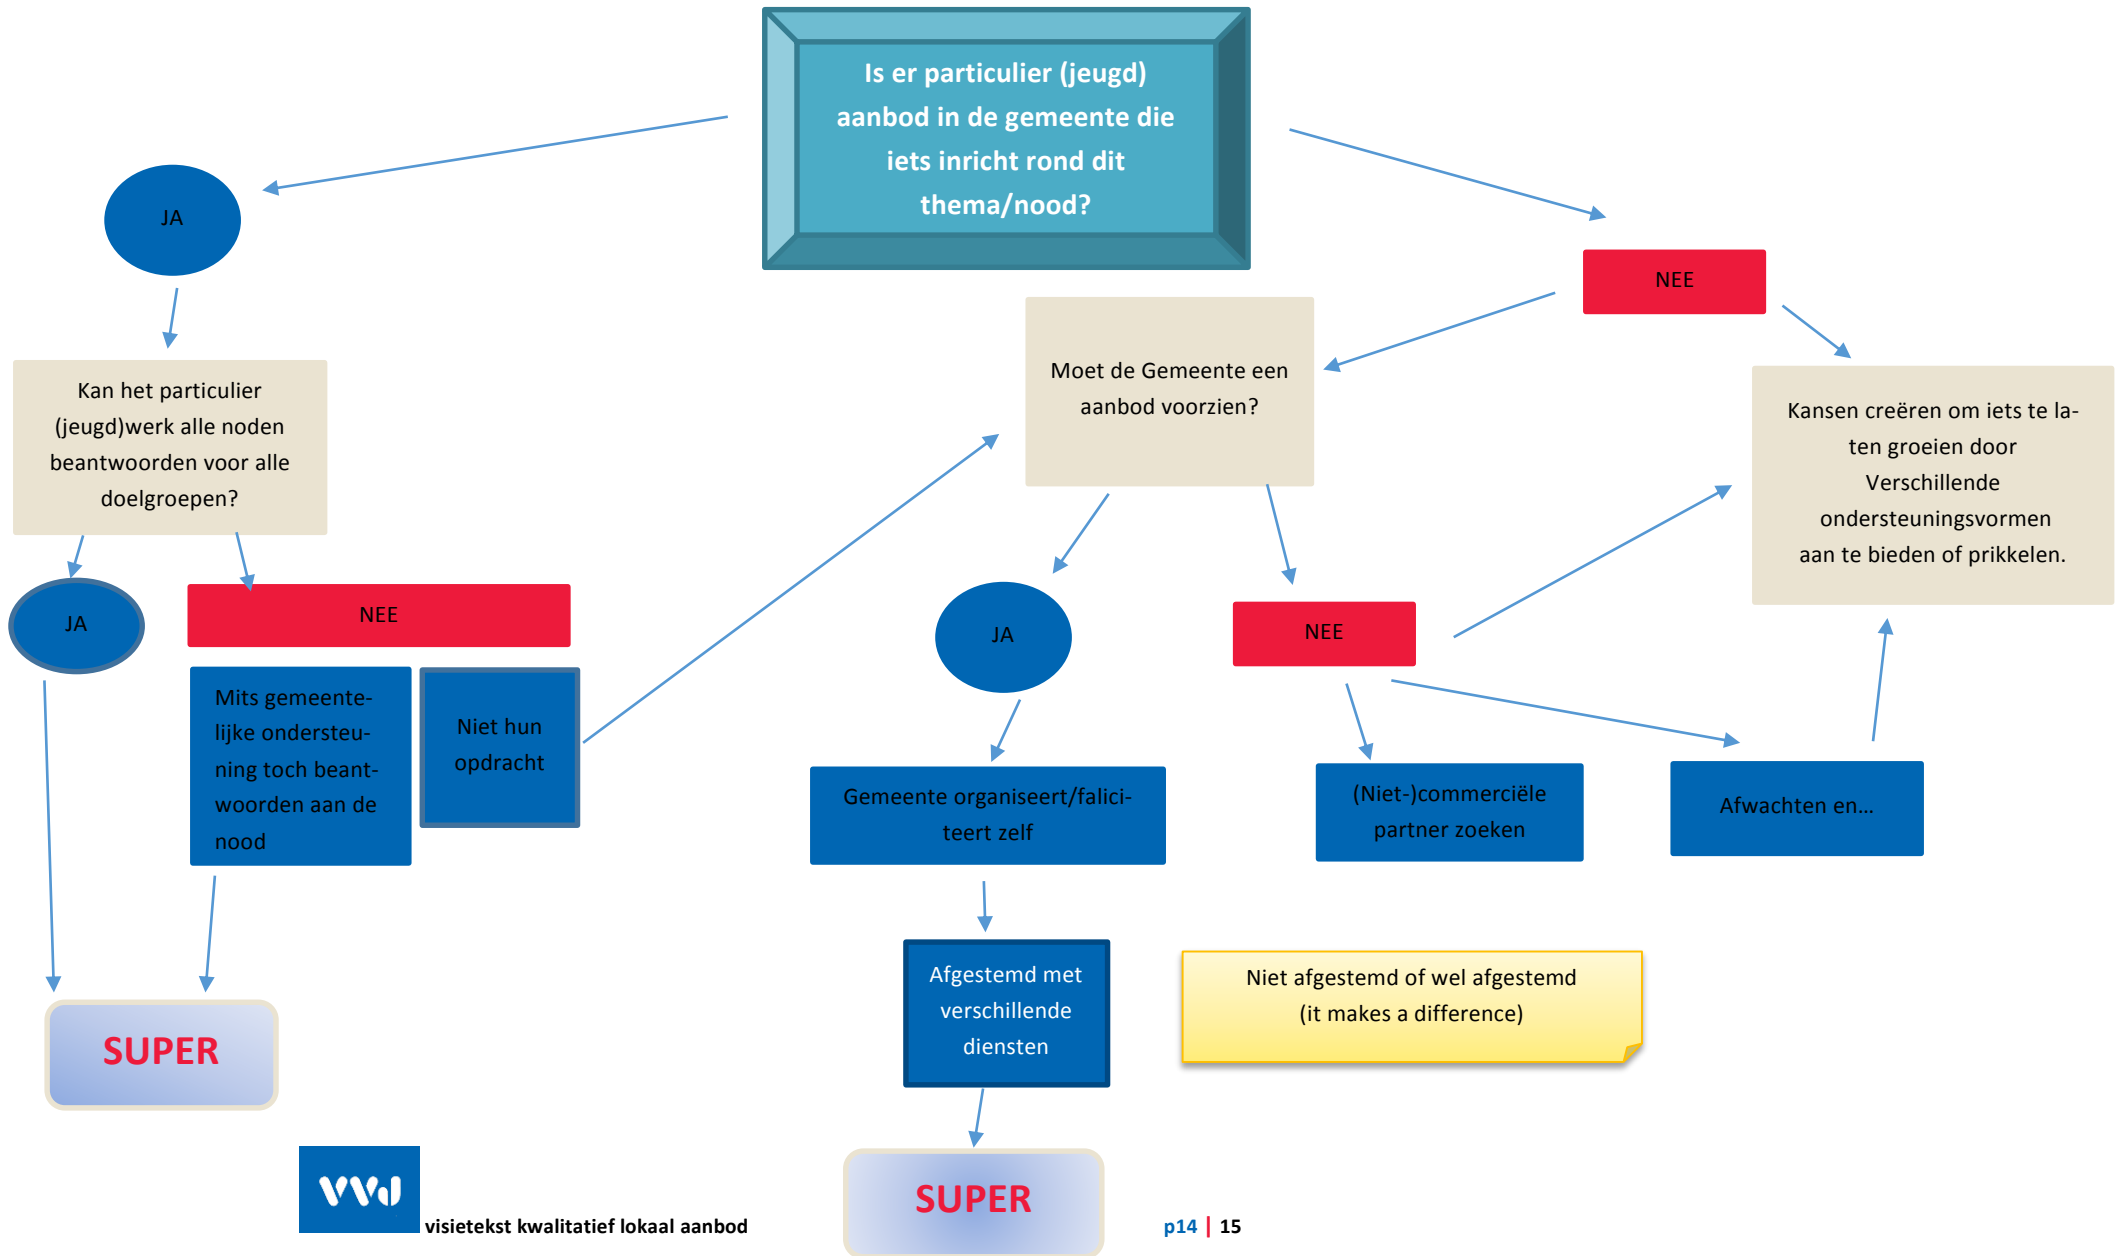 Is er particulier (jeugd)
aanbod in de gemeente die
iets inricht rond dit
thema/nood?
JA
NEE
Kan het particulier
(jeugd)werk alle noden
beantwoorden voor alle
doelgroepen?
Moet de Gemeente een
aanbod voorzien?
Kansen creëren om iets te la-
ten groeien door
Verschillende
ondersteuningsvormen
aan te bieden of prikkelen.
JA
NEE
JA
NEE
Mits gemeente-
lijke ondersteu-
ning toch beant-
woorden aan de
nood
Niet hun
opdracht
Gemeente organiseert/falici-
teert zelf
(Niet-)commerciële
partner zoeken
Afwachten en...
Afgestemd met
verschillende
diensten
Niet afgestemd of wel afgestemd
(it makes a difference)
SUPER
SUPER
vvj
visietekst kwalitatief lokaal aanbod
p14 | 15